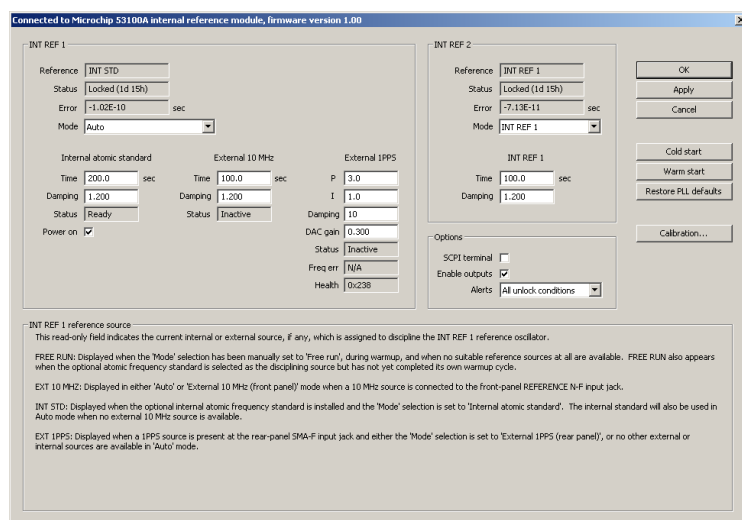 Connected to Microchip 53100A internal reference module, firmware version 1.00
INT REF 1
Reference INT STD
Status Locked (1d 15h)
Error -1.02E-10 sec
Mode Auto
Internal atomic standard
Time 200.0 sec
Damping 1.200
Status Ready
Power on
External 10 MHz
Time 100.0 sec
Damping 1.200
Status Inactive
External 1PPS
P 3.0
I 1.0
Damping 10
DAC gain 0.300
Status Inactive
Freq err N/A
Health 0x238
INT REF 2
Reference INT REF 1
Status Locked (1d 15h)
Error -7.13E-11 sec
Mode INT REF 1
INT REF 1
Time 100.0 sec
Damping 1.200
Options
SCPI terminal
Enable outputs
Alerts All unlock conditions
OK
Apply
Cancel
Cold start
Warm start
Restore PLL defaults
Calibration...
INT REF 1 reference source
This read-only field indicates the current internal or external source, if any, which is assigned to discipline the INT REF 1 reference oscillator.
FREE RUN: Displayed when the 'Mode' selection has been manually set to 'Free run', during warmup, and when no suitable reference sources at all are available. FREE RUN also appears
when the optional atomic frequency standard is selected as the disciplining source but has not yet completed its own warmup cycle.
EXT 10 MHZ: Displayed in either 'Auto' or 'External 10 MHz (front panel)' mode when a 10 MHz source is connected to the front-panel REFERENCE N-F input jack.
INT STD: Displayed when the optional internal atomic frequency standard is installed and the 'Mode' selection is set to 'Internal atomic standard'. The internal standard will also be used in
Auto mode when no external 10 MHz source is available.
EXT 1PPS: Displayed when a 1PPS source is present at the rear-panel SMA-F input jack and either the 'Mode' selection is set to 'External 1PPS (rear panel)', or no other external or
internal sources are available in 'Auto' mode.